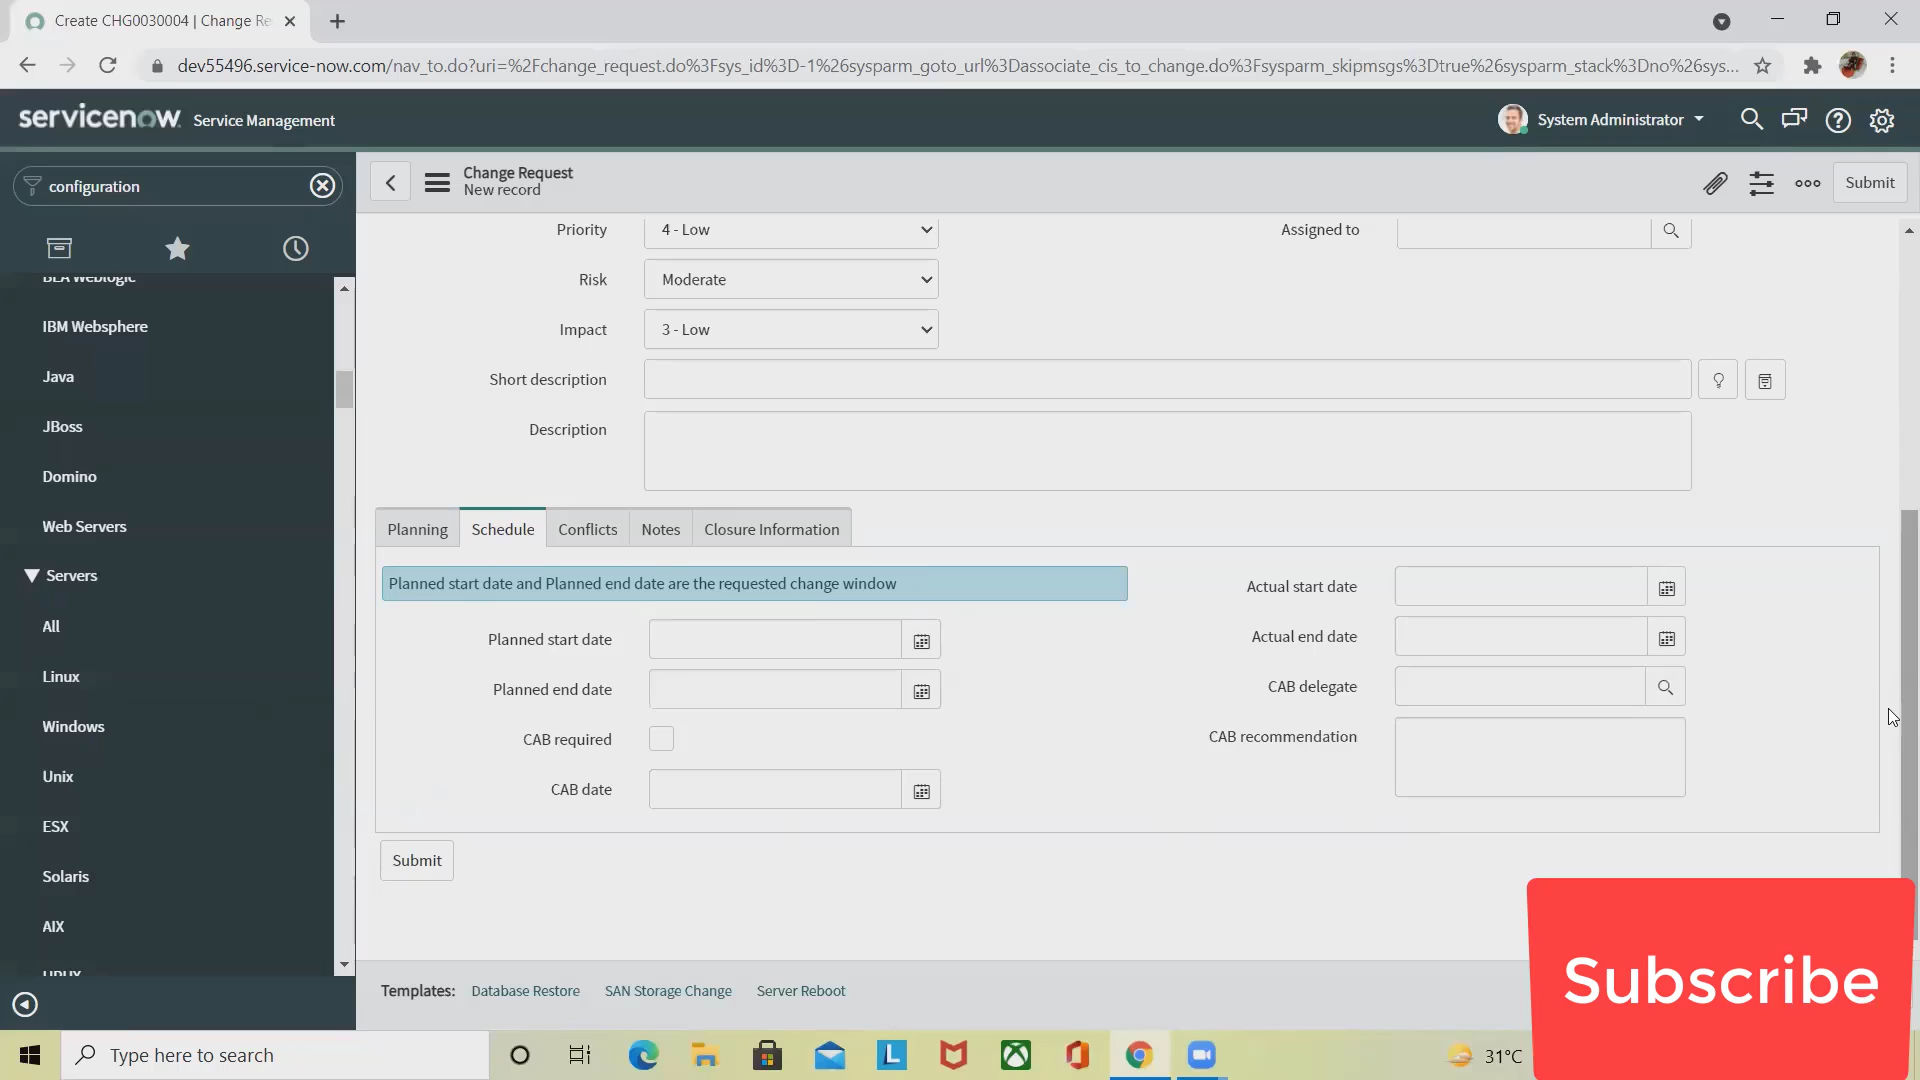 Create CHG0030004 | Change Re
dev55496.service-now.com/nav_to.do?uri=%2Fchange_request.do%3Fsys_id%3D-1%26sysparm_goto_url%3Dassociate_cis_to_change.do%3Fsysparm_skipmsgs%3Dtrue%26sysparm_stack%3Dno%26sys...
servicenow Service Management
System Administrator
configuration
Change Request
New record
Submit
BEA Weblogic
IBM Websphere
Java
JBoss
Domino
Web Servers
Servers
All
Linux
Windows
Unix
ESX
Solaris
AIX
HPUX
Priority
4 - Low
Assigned to
Risk
Moderate
Impact
3 - Low
Short description
Description
Planning
Schedule
Conflicts
Notes
Closure Information
Planned start date and Planned end date are the requested change window
Planned start date
Planned end date
CAB required
CAB date
Actual start date
Actual end date
CAB delegate
CAB recommendation
Submit
Templates: Database Restore SAN Storage Change Server Reboot
Subscribe
Type here to search
31°C